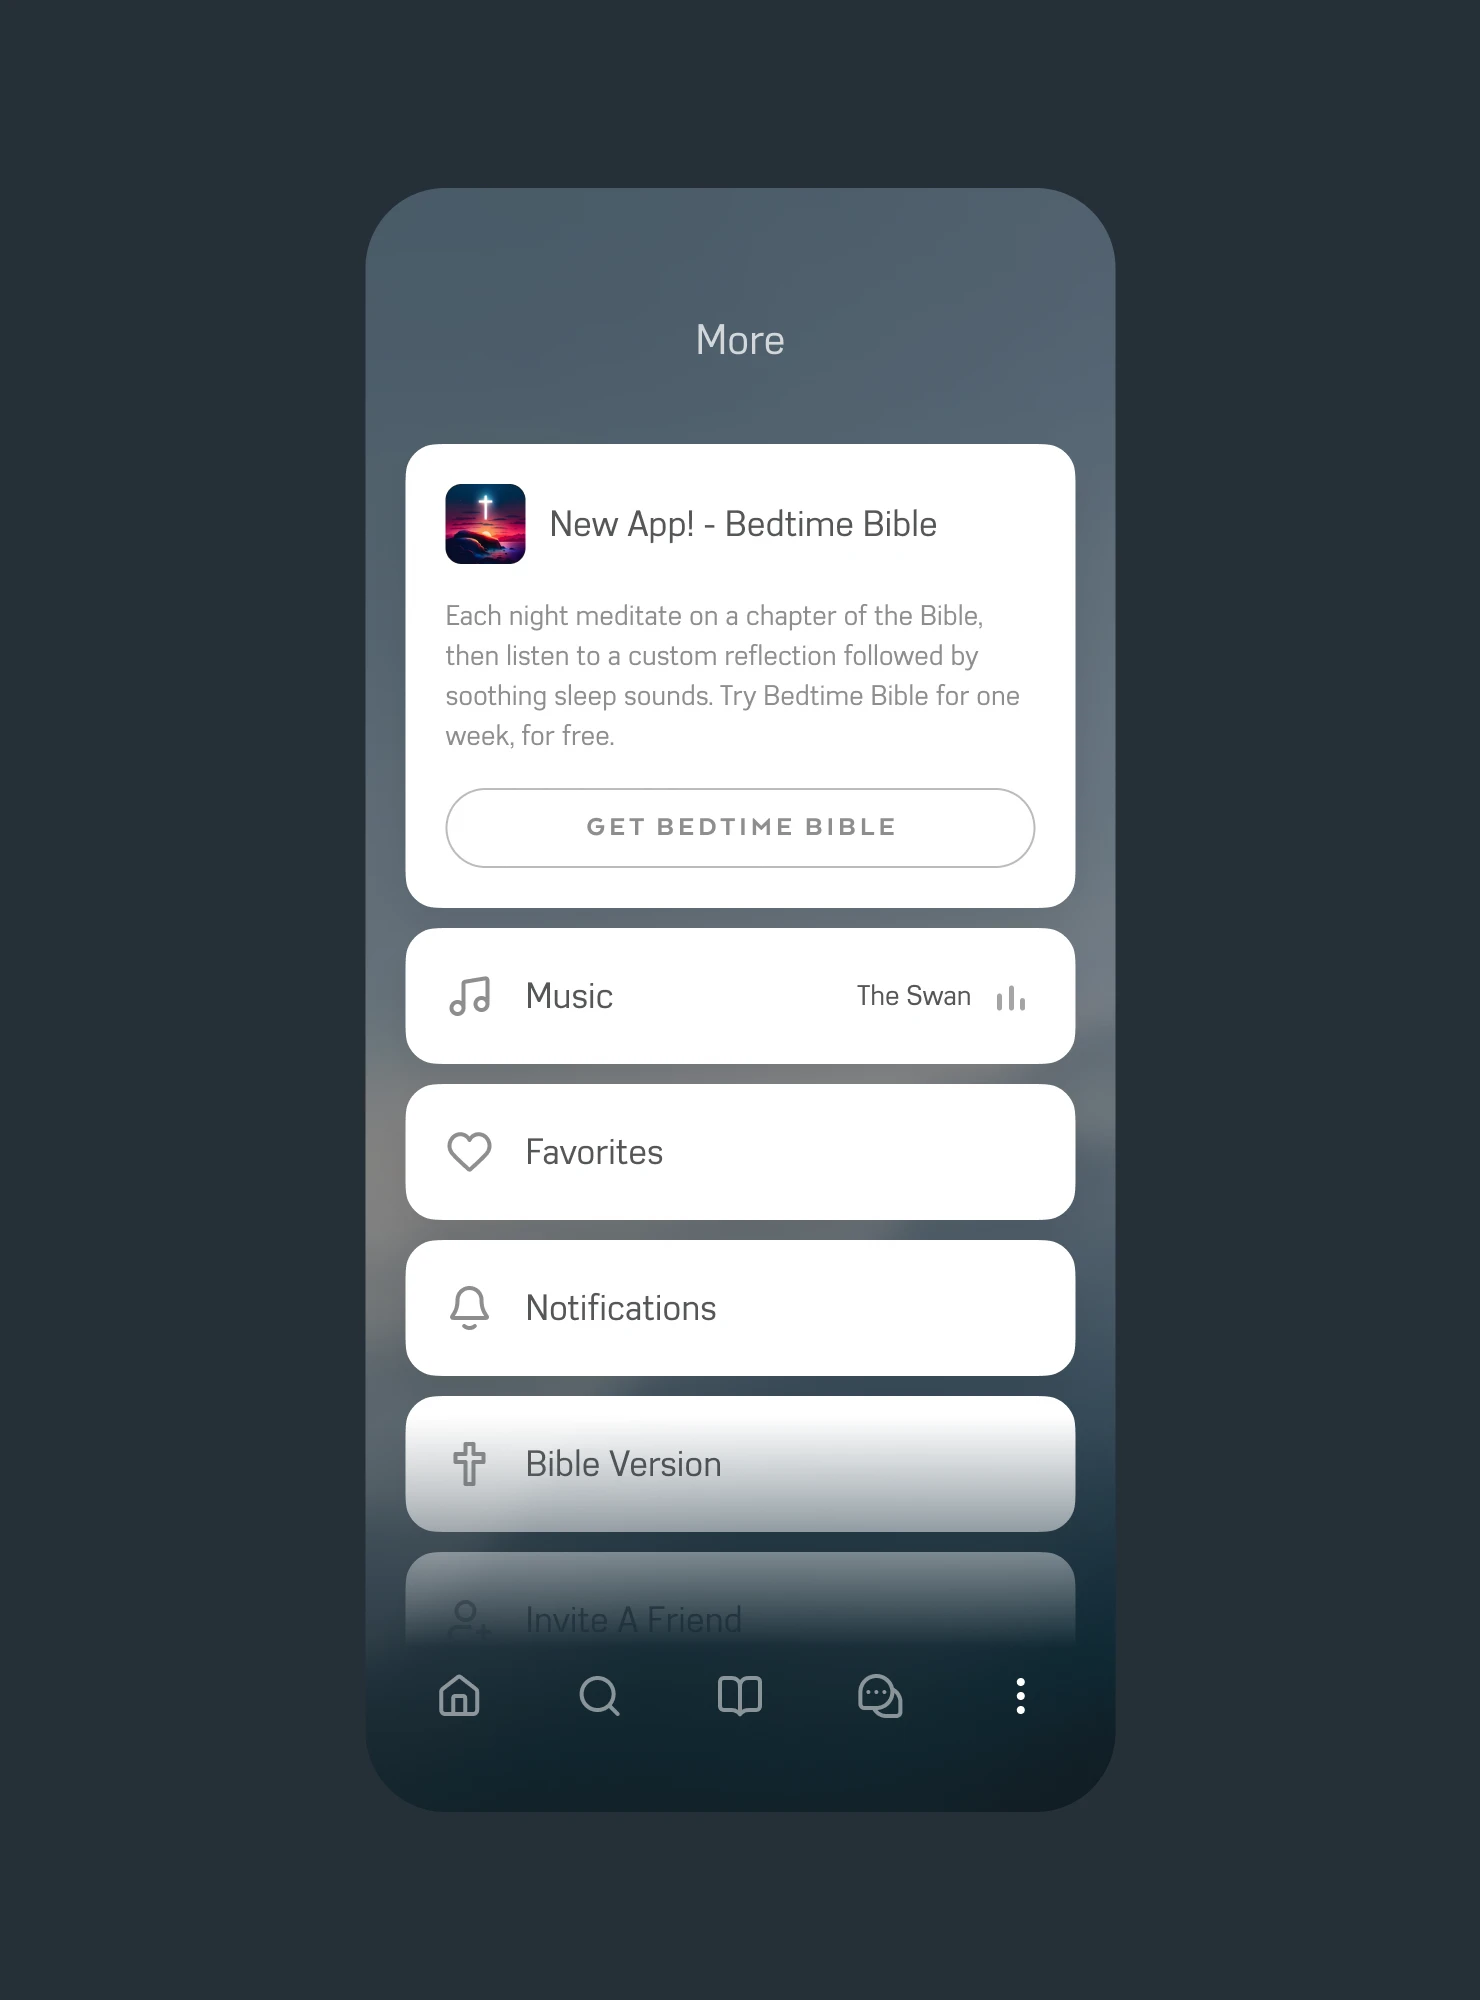 More
New App! - Bedtime Bible
Each night meditate on a chapter of the Bible,
then listen to a custom reflection followed by
soothing sleep sounds. Try Bedtime Bible for one
week, for free.
GET BEDTIME BIBLE
Music
The Swan
Favorites
Notifications
Bible Version
Invite A Friend